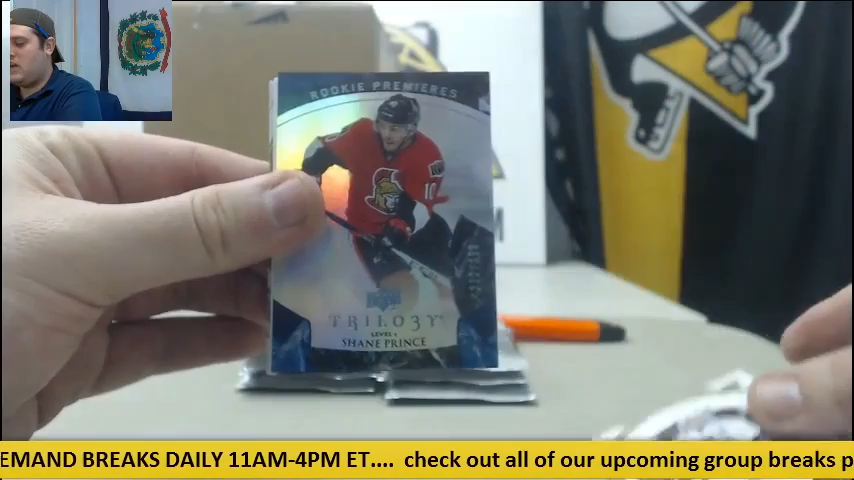 ROOKIE PREMIERES
10
TRILO3Y
LEVEL 1
SHANE PRINCE
EMAND BREAKS DAILY 11AM-4PM ET.... check out all of our upcoming group breaks p